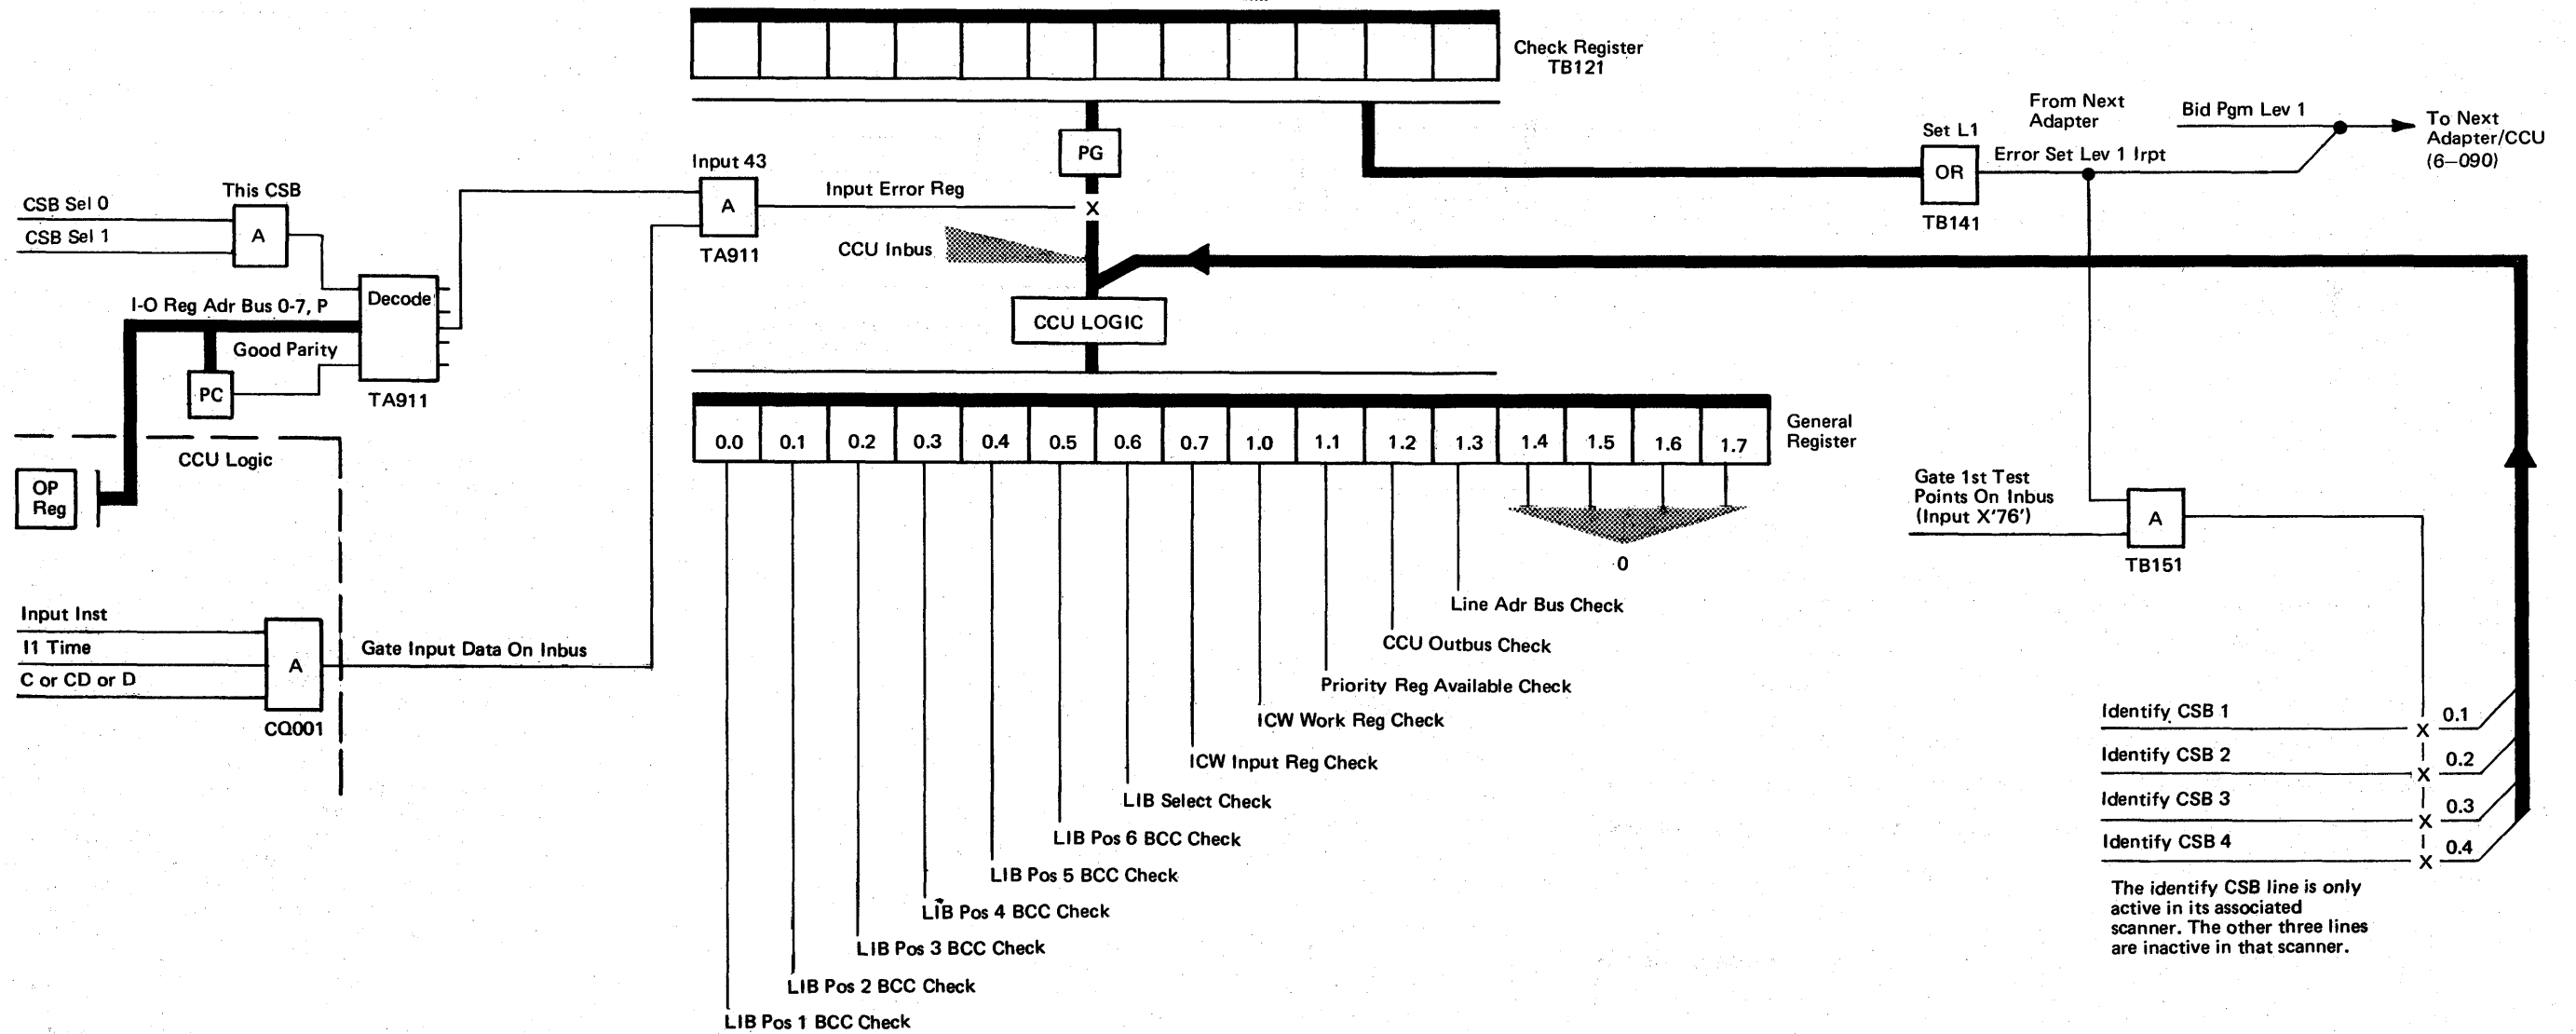 Check Register
TB121
PG
Input 43
A
TA911
Input Error Reg
X
CCU Inbus
CCU LOGIC
This CSB
CSB Sel 0
CSB Sel 1
A
I-O Reg Adr Bus 0-7, P
Decode
Good Parity
PC
TA911
CCU Logic
OP
Reg
Input Inst
I1 Time
C or CD or D
A
CQ001
Gate Input Data On Inbus
General
Register
0.0 0.1 0.2 0.3 0.4 0.5 0.6 0.7 1.0 1.1 1.2 1.3 1.4 1.5 1.6 1.7
0
Line Adr Bus Check
CCU Outbus Check
Priority Reg Available Check
ICW Work Reg Check
ICW Input Reg Check
LIB Select Check
LIB Pos 6 BCC Check
LIB Pos 5 BCC Check
LIB Pos 4 BCC Check
LIB Pos 3 BCC Check
LIB Pos 2 BCC Check
LIB Pos 1 BCC Check
Set L1
OR
TB141
From Next
Adapter
Bid Pgm Lev 1
Error Set Lev 1 Irpt
To Next
Adapter/CCU
(6-090)
Gate 1st Test
Points On Inbus
(Input X'76')
A
TB151
Identify CSB 1 X 0.1
Identify CSB 2 X 0.2
Identify CSB 3 X 0.3
Identify CSB 4 X 0.4
The identify CSB line is only
active in its associated
scanner. The other three lines
are inactive in that scanner.